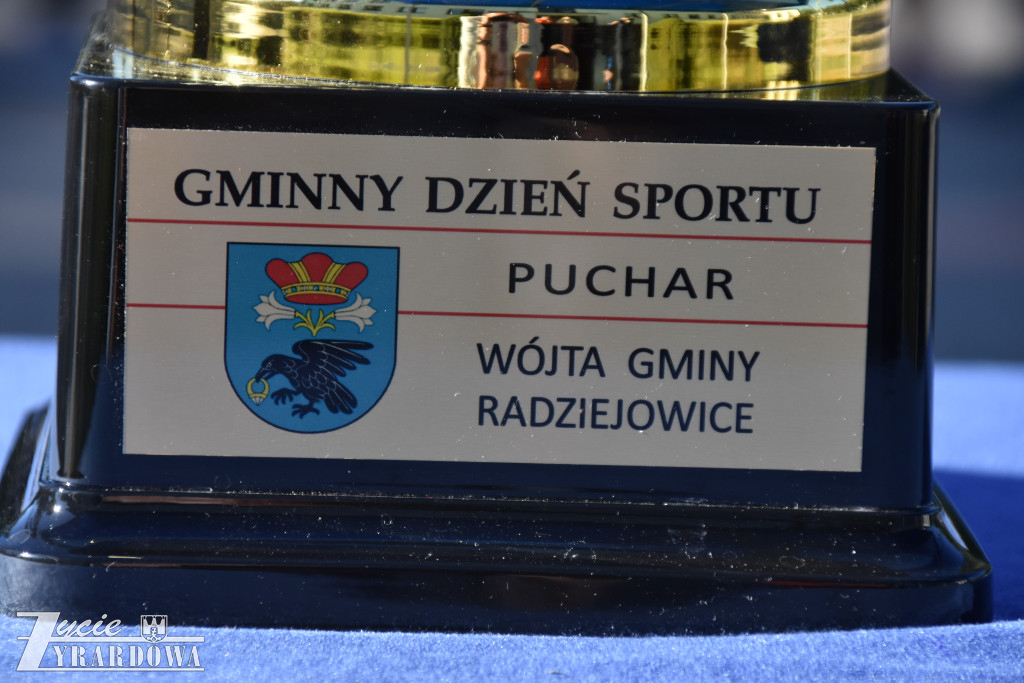 GMINNY DZIEŃ SPORTU
PUCHAR
WÓJTA GMINY
RADZIEJOWICE
Życie
ŻYRARDOWA